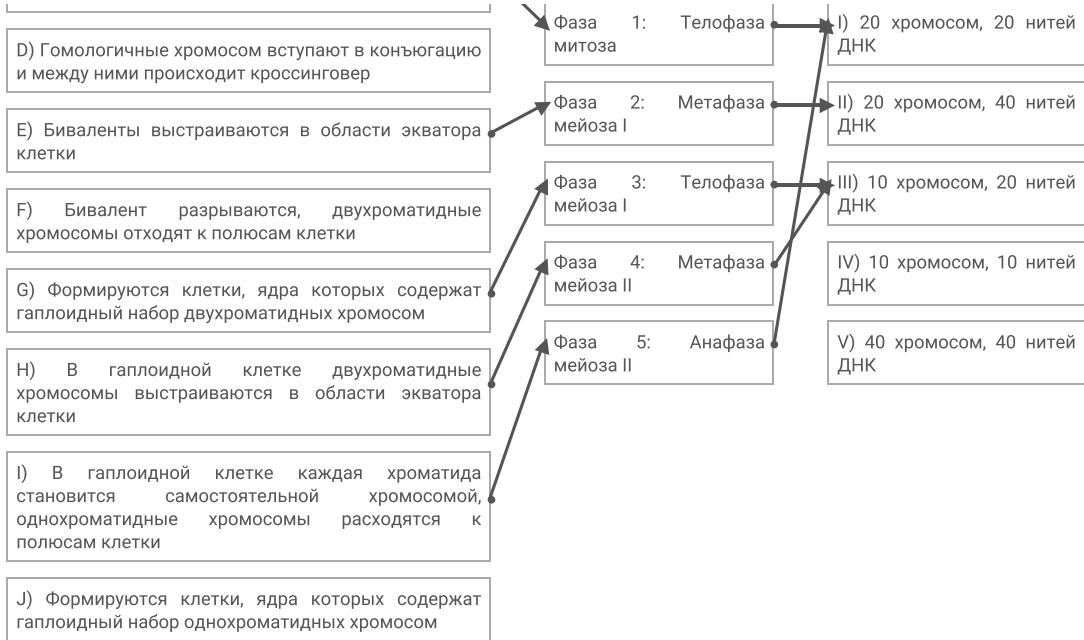 D) Гомологичные хромосом вступают в конъюгацию
и между ними происходит кроссинговер
E) Биваленты выстраиваются в области экватора
клетки
F) Бивалент разрываются, двухроматидные
хромосомы отходят к полюсам клетки
G) Формируются клетки, ядра которых содержат
гаплоидный набор двухроматидных хромосом
H) В гаплоидной клетке двухроматидные
хромосомы выстраиваются в области экватора
клетки
I) В гаплоидной клетке каждая хроматида
становится самостоятельной хромосомой,
однохроматидные хромосомы расходятся к
полюсам клетки
J) Формируются клетки, ядра которых содержат
гаплоидный набор однохроматидных хромосом
Фаза 1: Телофаза
митоза
Фаза 2: Метафаза
мейоза I
Фаза 3: Телофаза
мейоза I
Фаза 4: Метафаза
мейоза II
Фаза 5: Анафаза
мейоза II
I) 20 хромосом, 20 нитей
ДНК
II) 20 хромосом, 40 нитей
ДНК
III) 10 хромосом, 20 нитей
ДНК
IV) 10 хромосом, 10 нитей
ДНК
V) 40 хромосом, 40 нитей
ДНК